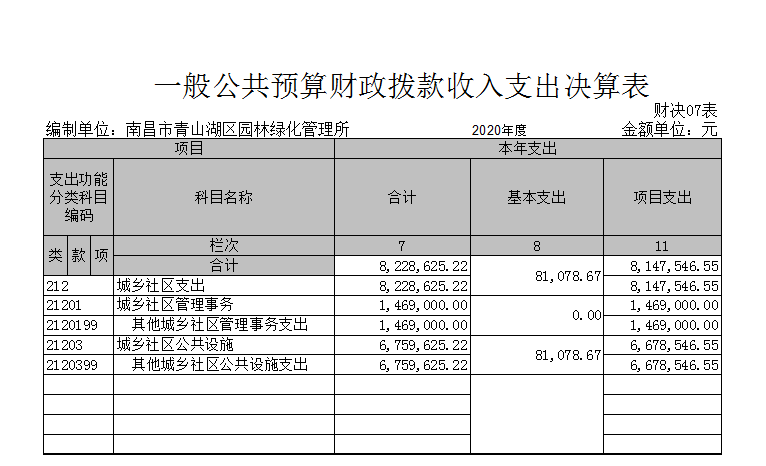 一般公共预算财政拨款收入支出决算表
财决07表
编制单位：南昌市青山湖区园林绿化管理所 2020年度 金额单位：元
项目 本年支出
支出功能分类科目编码 科目名称 合计 基本支出 项目支出
类 款 项 栏次 7 8 11
合计 8,228,625.22 81,078.67 8,147,546.55
212 城乡社区支出 8,228,625.22 8,147,546.55
21201 城乡社区管理事务 1,469,000.00 0.00 1,469,000.00
2120199 其他城乡社区管理事务支出 1,469,000.00 1,469,000.00
21203 城乡社区公共设施 6,759,625.22 81,078.67 6,678,546.55
2120399 其他城乡社区公共设施支出 6,759,625.22 6,678,546.55